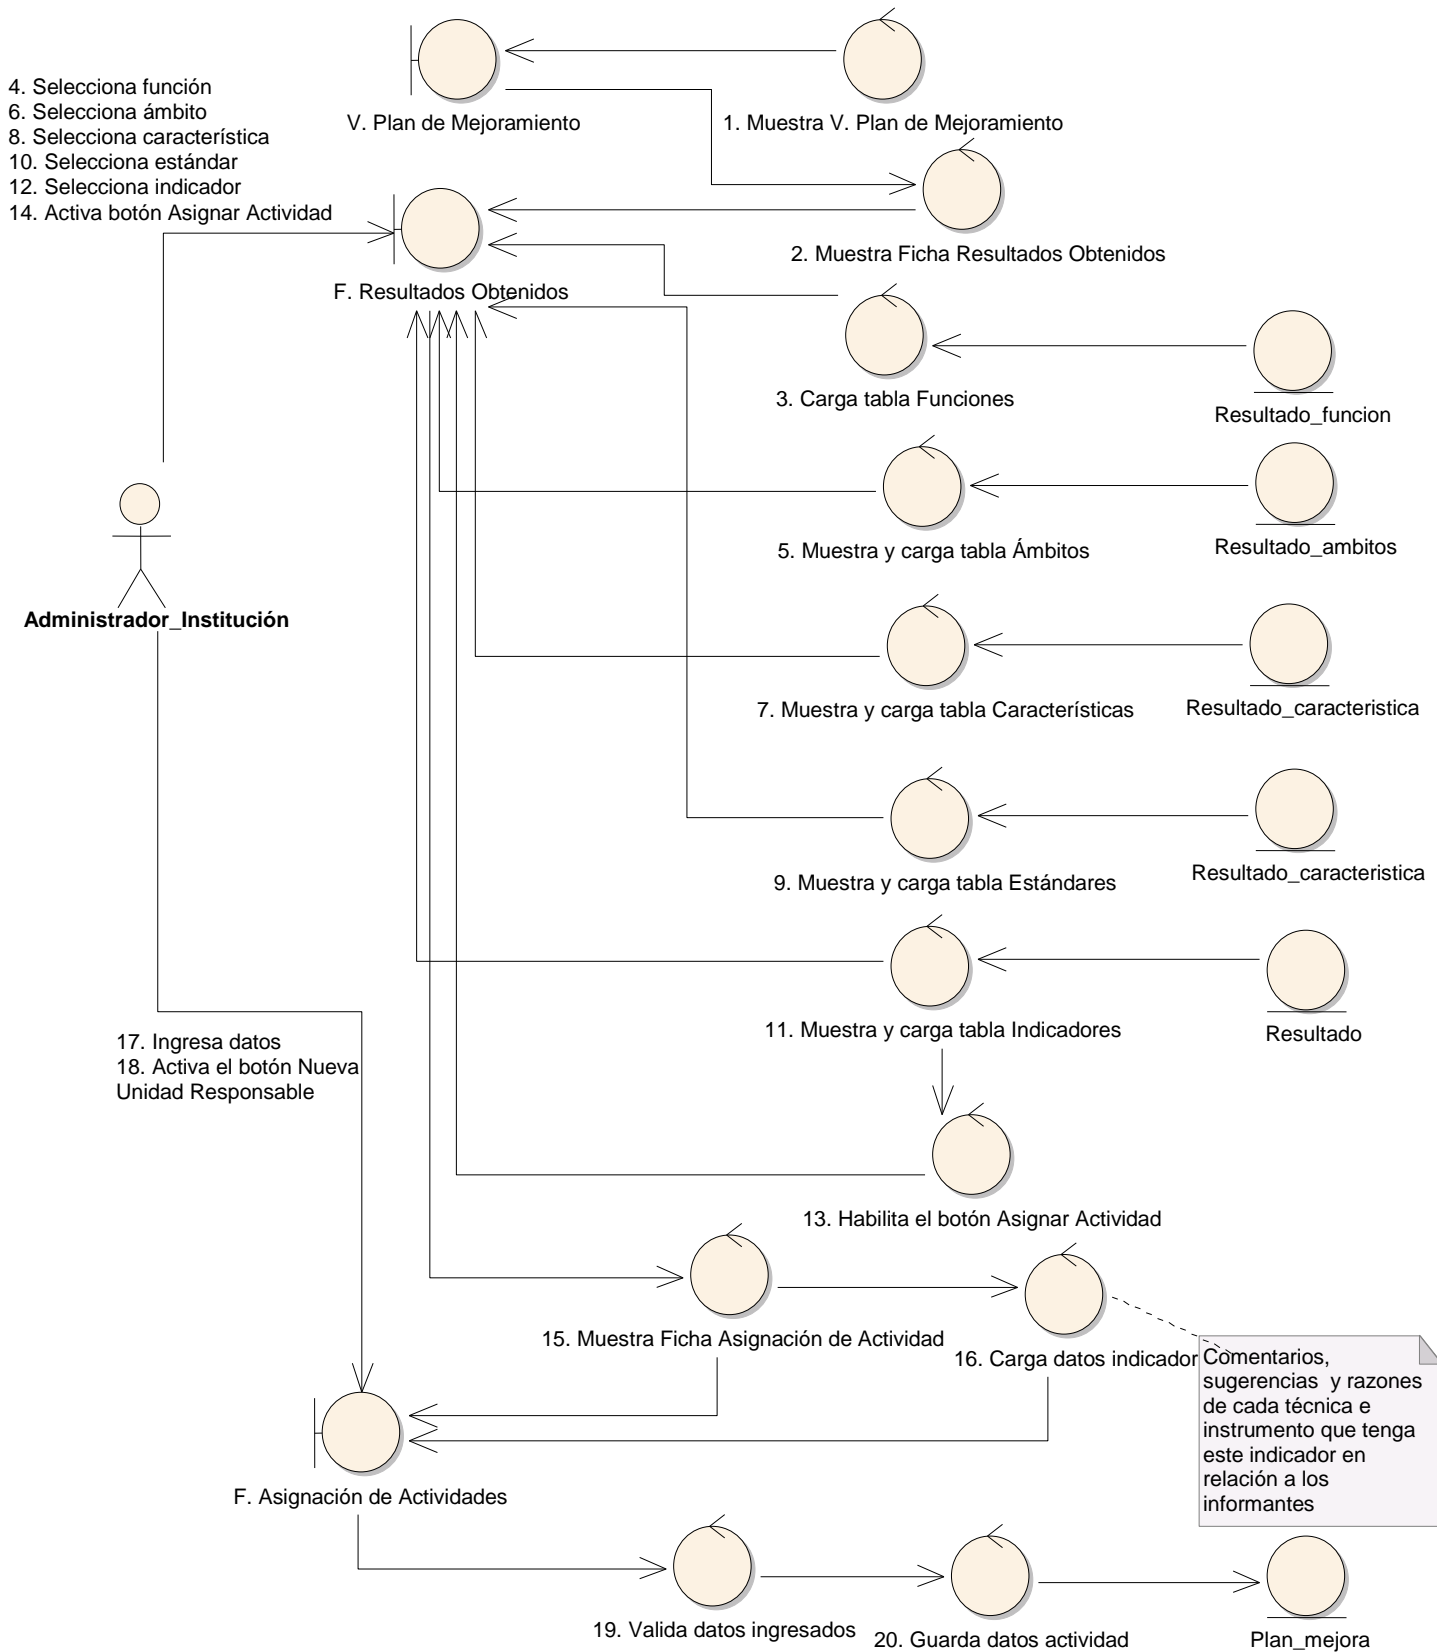 4. Selecciona función
6. Selecciona ámbito
8. Selecciona característica
10. Selecciona estándar
12. Selecciona indicador
14. Activa botón Asignar Actividad
V. Plan de Mejoramiento
1. Muestra V. Plan de Mejoramiento
2. Muestra Ficha Resultados Obtenidos
F. Resultados Obtenidos
3. Carga tabla Funciones
Resultado_funcion
5. Muestra y carga tabla Ámbitos
Resultado_ambitos
Administrador_Institución
7. Muestra y carga tabla Características
Resultado_caracteristica
9. Muestra y carga tabla Estándares
Resultado_caracteristica
11. Muestra y carga tabla Indicadores
Resultado
17. Ingresa datos
18. Activa el botón Nueva
Unidad Responsable
13. Habilita el botón Asignar Actividad
15. Muestra Ficha Asignación de Actividad
16. Carga datos indicador
Comentarios,
sugerencias y razones
de cada técnica e
instrumento que tenga
este indicador en
relación a los
informantes
F. Asignación de Actividades
19. Valida datos ingresados
20. Guarda datos actividad
Plan_mejora